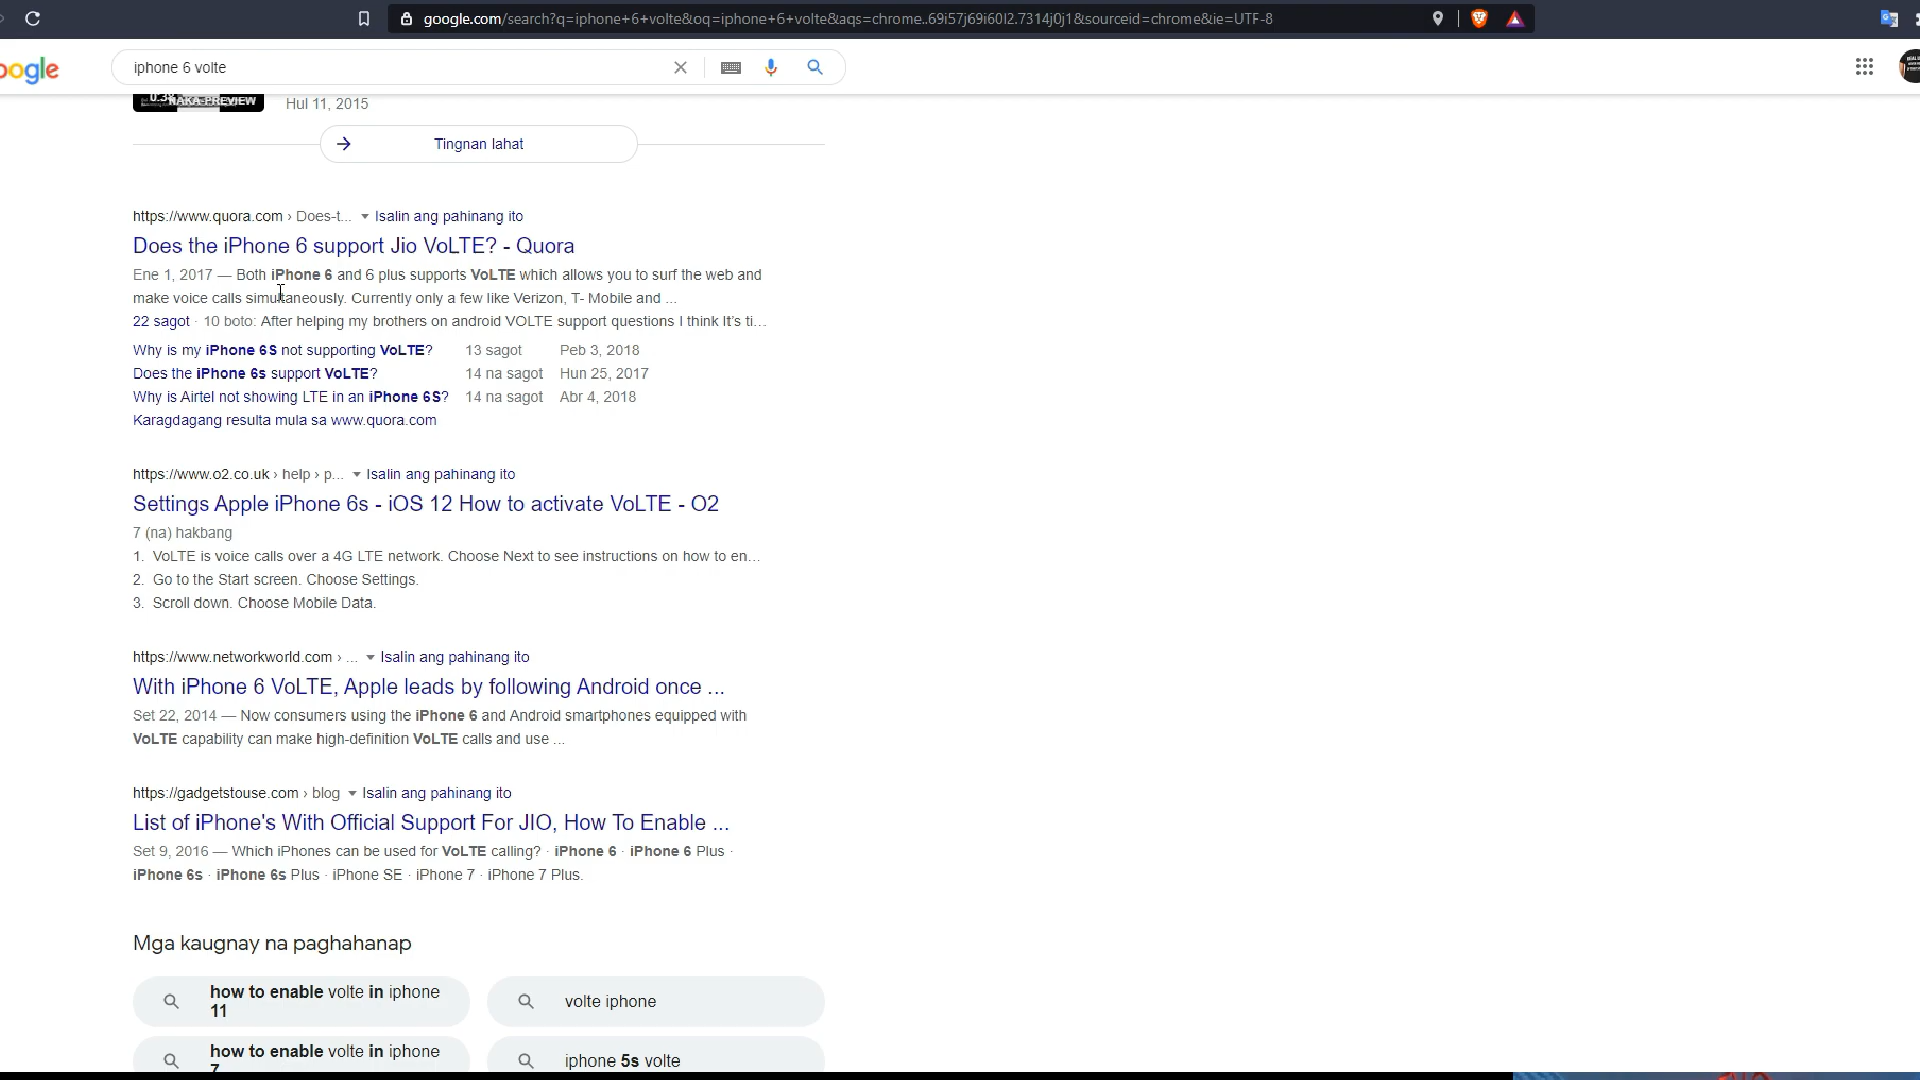 google.com/search?q=iphone+6+volte&oq=iphone+6+volte&aqs=chrome..69i57j69i60l2.7314j0j1&sourceid=chrome&ie=UTF-8
oogle
iphone 6 volte
0:3
NAKA-PREVIEW
Hul 11, 2015
Tingnan lahat
https://www.quora.com › Does-t... Isalin ang pahinang ito
Does the iPhone 6 support Jio VoLTE? - Quora
Ene 1, 2017 — Both iPhone 6 and 6 plus supports VoLTE which allows you to surf the web and
make voice calls simultaneously. Currently only a few like Verizon, T- Mobile and ...
22 sagot · 10 boto: After helping my brothers on android VOLTE support questions I think It's ti...
Why is my iPhone 6S not supporting VoLTE? 13 sagot Peb 3, 2018
Does the iPhone 6s support VoLTE? 14 na sagot Hun 25, 2017
Why is Airtel not showing LTE in an iPhone 6S? 14 na sagot Abr 4, 2018
Karagdagang resulta mula sa www.quora.com
https://www.o2.co.uk › help › p... Isalin ang pahinang ito
Settings Apple iPhone 6s - iOS 12 How to activate VoLTE - O2
7 (na) hakbang
1. VoLTE is voice calls over a 4G LTE network. Choose Next to see instructions on how to en...
2. Go to the Start screen. Choose Settings.
3. Scroll down. Choose Mobile Data.
https://www.networkworld.com › ... Isalin ang pahinang ito
With iPhone 6 VoLTE, Apple leads by following Android once ...
Set 22, 2014 — Now consumers using the iPhone 6 and Android smartphones equipped with
VoLTE capability can make high-definition VoLTE calls and use ...
https://gadgetstouse.com › blog Isalin ang pahinang ito
List of iPhone's With Official Support For JIO, How To Enable ...
Set 9, 2016 — Which iPhones can be used for VoLTE calling? · iPhone 6 · iPhone 6 Plus ·
iPhone 6s · iPhone 6s Plus · iPhone SE · iPhone 7 · iPhone 7 Plus.
Mga kaugnay na paghahanap
how to enable volte in iphone
11
volte iphone
how to enable volte in iphone
7
iphone 5s volte